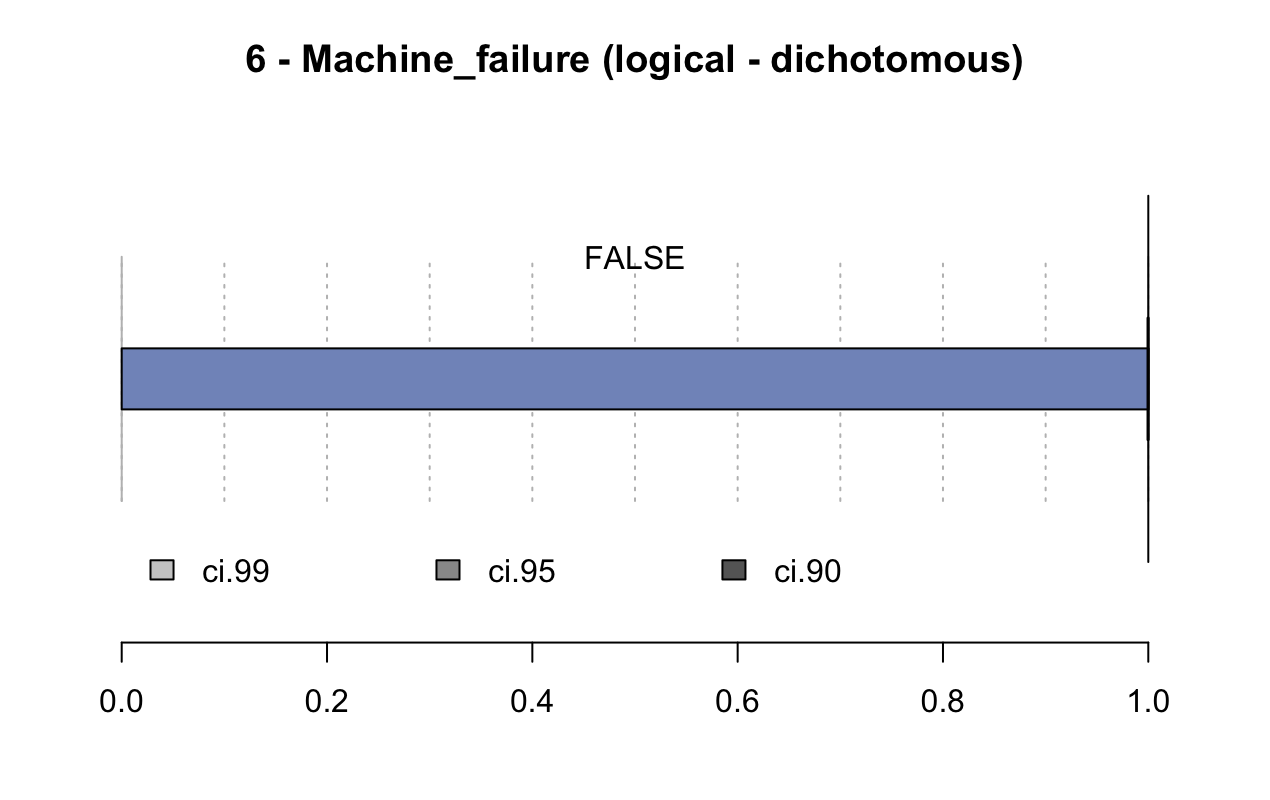 6 - Machine_failure (logical - dichotomous)
FALSE
ci.99 ci.95 ci.90
0.0 0.2 0.4 0.6 0.8 1.0